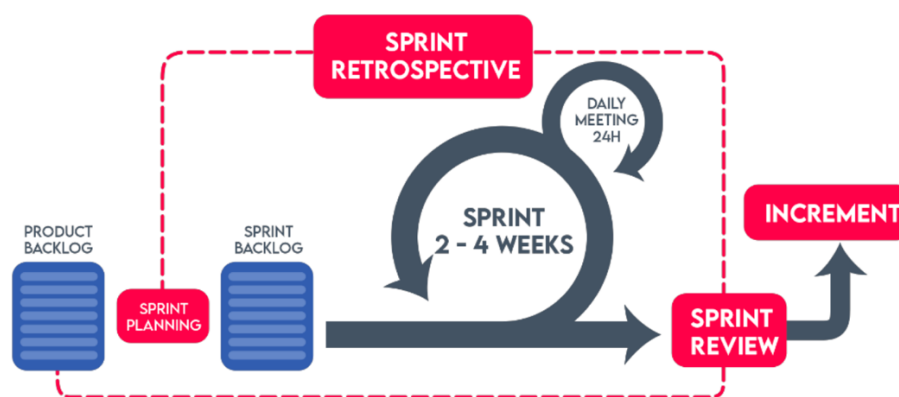 SPRINT
RETROSPECTIVE
DAILY
MEETING
24H
SPRINT
2 - 4 WEEKS
INCREMENT
PRODUCT
BACKLOG
SPRINT
BACKLOG
SPRINT
PLANNING
SPRINT
REVIEW